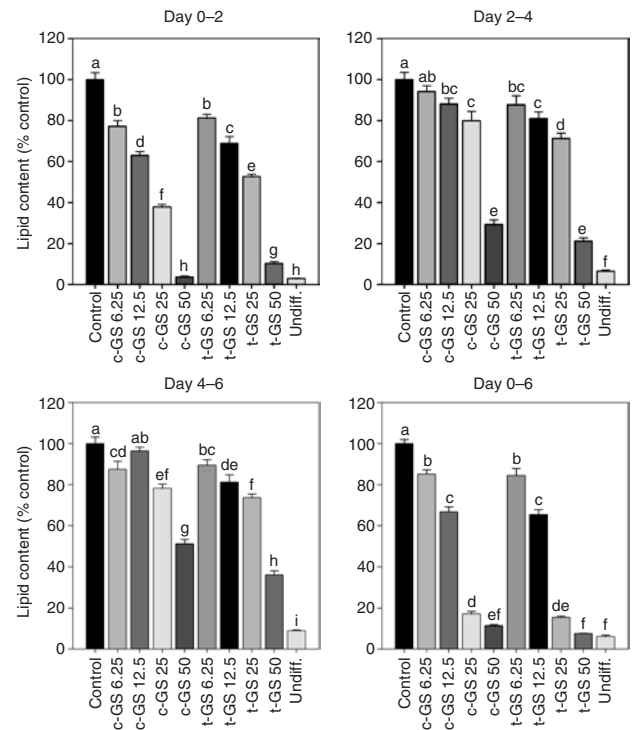 Day 0–2
Lipid content (% control)
120
100
80
60
40
20
0
a
b
d
f
h
b
c
e
g
h
Control
c-GS 6.25
c-GS 12.5
c-GS 25
c-GS 50
t-GS 6.25
t-GS 12.5
t-GS 25
t-GS 50
Undiff.
Day 2–4
120
100
80
60
40
20
0
a
ab
bc
c
e
bc
c
d
e
f
Control
c-GS 6.25
c-GS 12.5
c-GS 25
c-GS 50
t-GS 6.25
t-GS 12.5
t-GS 25
t-GS 50
Undiff.
Day 4–6
Lipid content (% control)
120
100
80
60
40
20
0
a
cd
ab
ef
g
bc
de
f
h
i
Control
c-GS 6.25
c-GS 12.5
c-GS 25
c-GS 50
t-GS 6.25
t-GS 12.5
t-GS 25
t-GS 50
Undiff.
Day 0–6
120
100
80
60
40
20
0
a
b
c
d
ef
b
c
de
f
f
Control
c-GS 6.25
c-GS 12.5
c-GS 25
c-GS 50
t-GS 6.25
t-GS 12.5
t-GS 25
t-GS 50
Undiff.